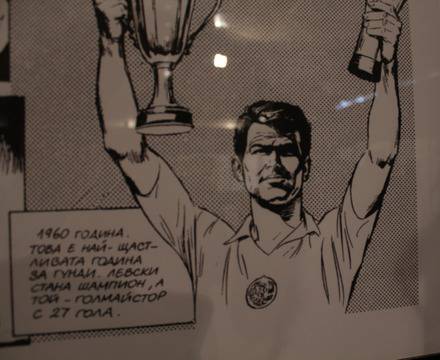 1960 ГОДИНА.
ТОВА Е НАЙ-ЩАСТ-
ЛИВАТА ГОДИНА
ЗА ГУНДИ. ЛЕВСКИ
СТАНА ШАМПИОН, А
ТОЙ - ГОЛМАЙСТОР
С 27 ГОЛА.